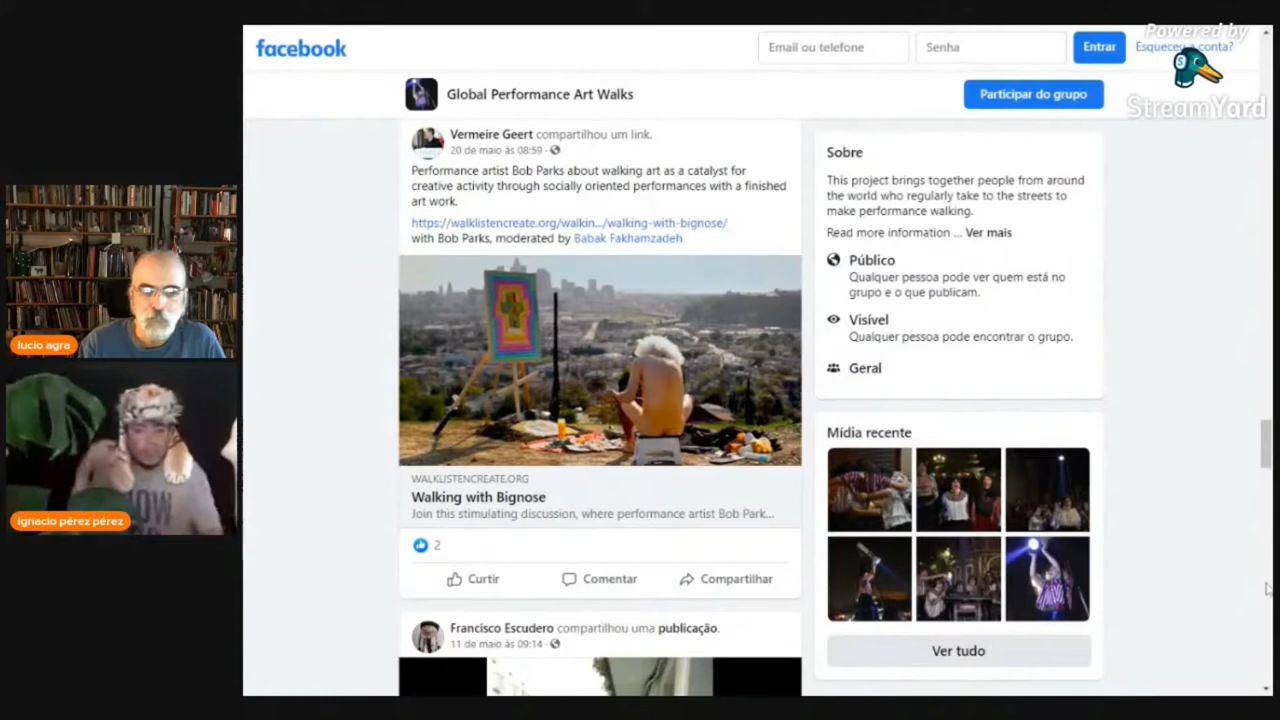 facebook
Email ou telefone
Senha
Entrar
Esqueceu a conta?
Powered by
StreamYard
Global Performance Art Walks
Participar do grupo
Vermeire Geert compartilhou um link.
20 de maio às 08:59 ·
Performance artist Bob Parks about walking art as a catalyst for
creative activity through socially oriented performances with a finished
art work.
https://walklistencreate.org/walkin.../walking-with-bignose/
with Bob Parks, moderated by Babak Fakhamzadeh
WALKLISTENCREATE.ORG
Walking with Bignose
Join this stimulating discussion, where performance artist Bob Park...
2
Curtir
Comentar
Compartilhar
Francisco Escudero compartilhou uma publicação.
11 de maio às 09:14 ·
Sobre
This project brings together people from around
the world who regularly take to the streets to
make performance walking.
Read more information ... Ver mais
Público
Qualquer pessoa pode ver quem está no
grupo e o que publicam.
Visível
Qualquer pessoa pode encontrar o grupo.
Geral
Mídia recente
Ver tudo
lucio agra
ignacio pérez pérez